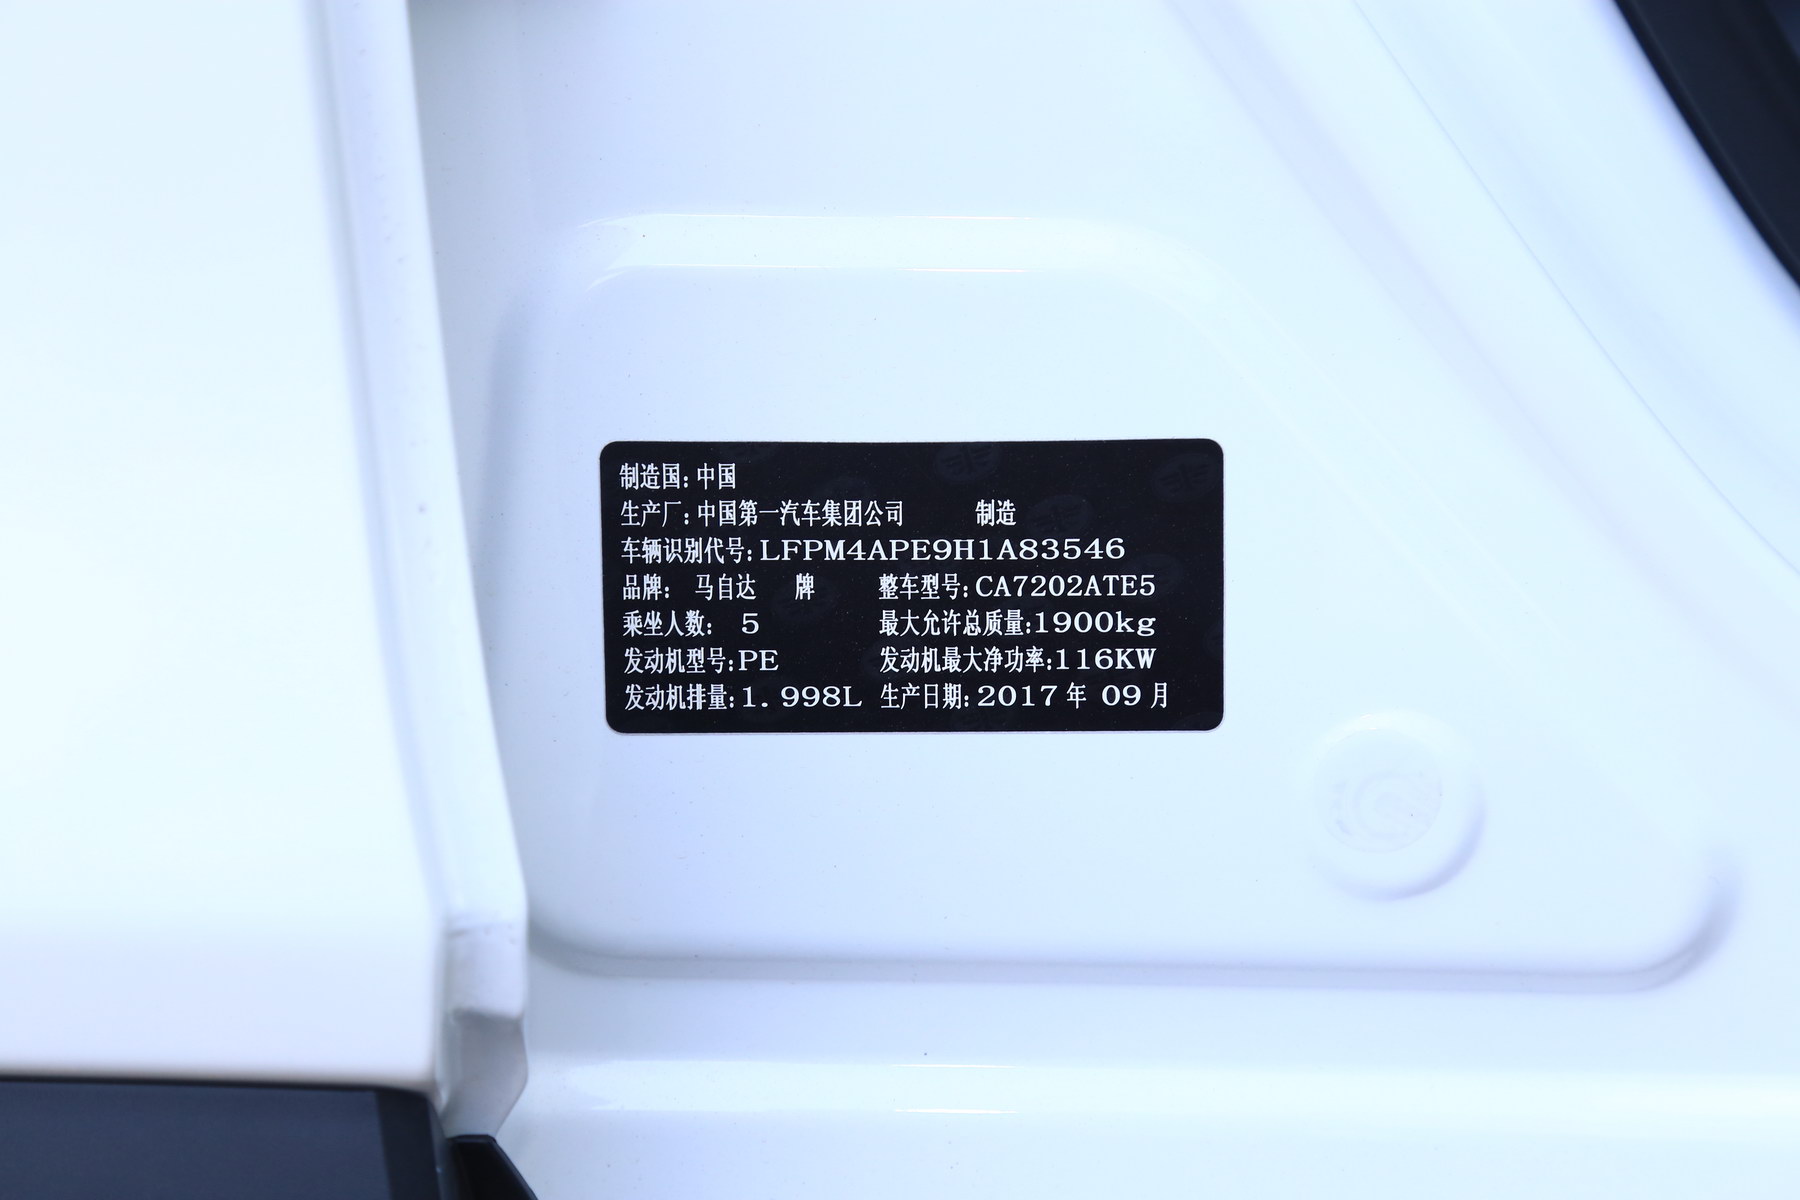 制造国: 中国
生产厂: 中国第一汽车集团公司 制造
车辆识别代号: LFPM4APE9H1A83546
品牌: 马自达 牌 整车型号: CA7202ATE5
乘坐人数: 5 最大允许总质量: 1900kg
发动机型号: PE 发动机最大净功率: 116KW
发动机排量: 1.998L 生产日期: 2017年 09月